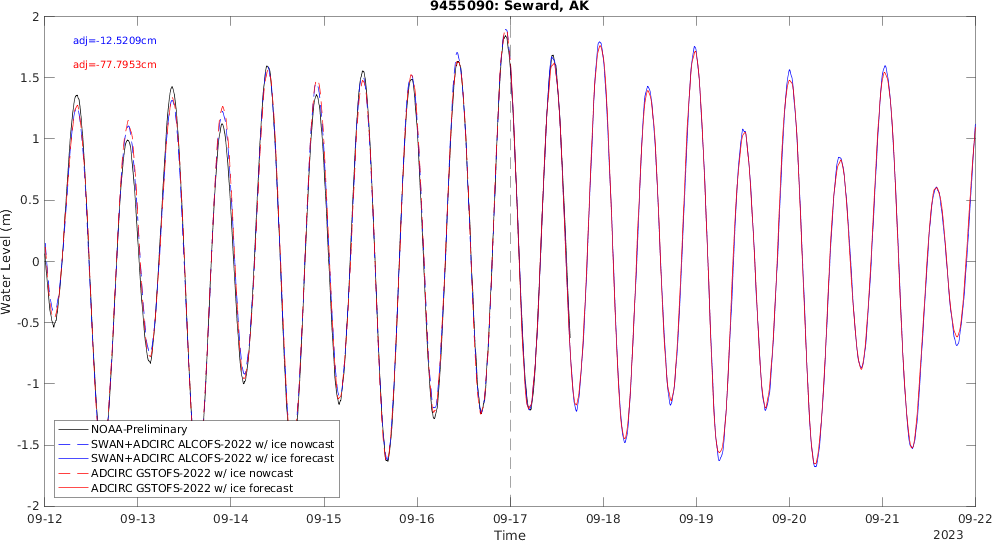 9455090: Seward, AK
adj=-12.5209cm
adj=-77.7953cm
2
1.5
1
0.5
0
-0.5
-1
-1.5
-2
Water Level (m)
NOAA-Preliminary
SWAN+ADCIRC ALCOFS-2022 w/ ice nowcast
SWAN+ADCIRC ALCOFS-2022 w/ ice forecast
ADCIRC GSTOFS-2022 w/ ice nowcast
ADCIRC GSTOFS-2022 w/ ice forecast
09-12 09-13 09-14 09-15 09-16 09-17 09-18 09-19 09-20 09-21 09-22
Time
2023